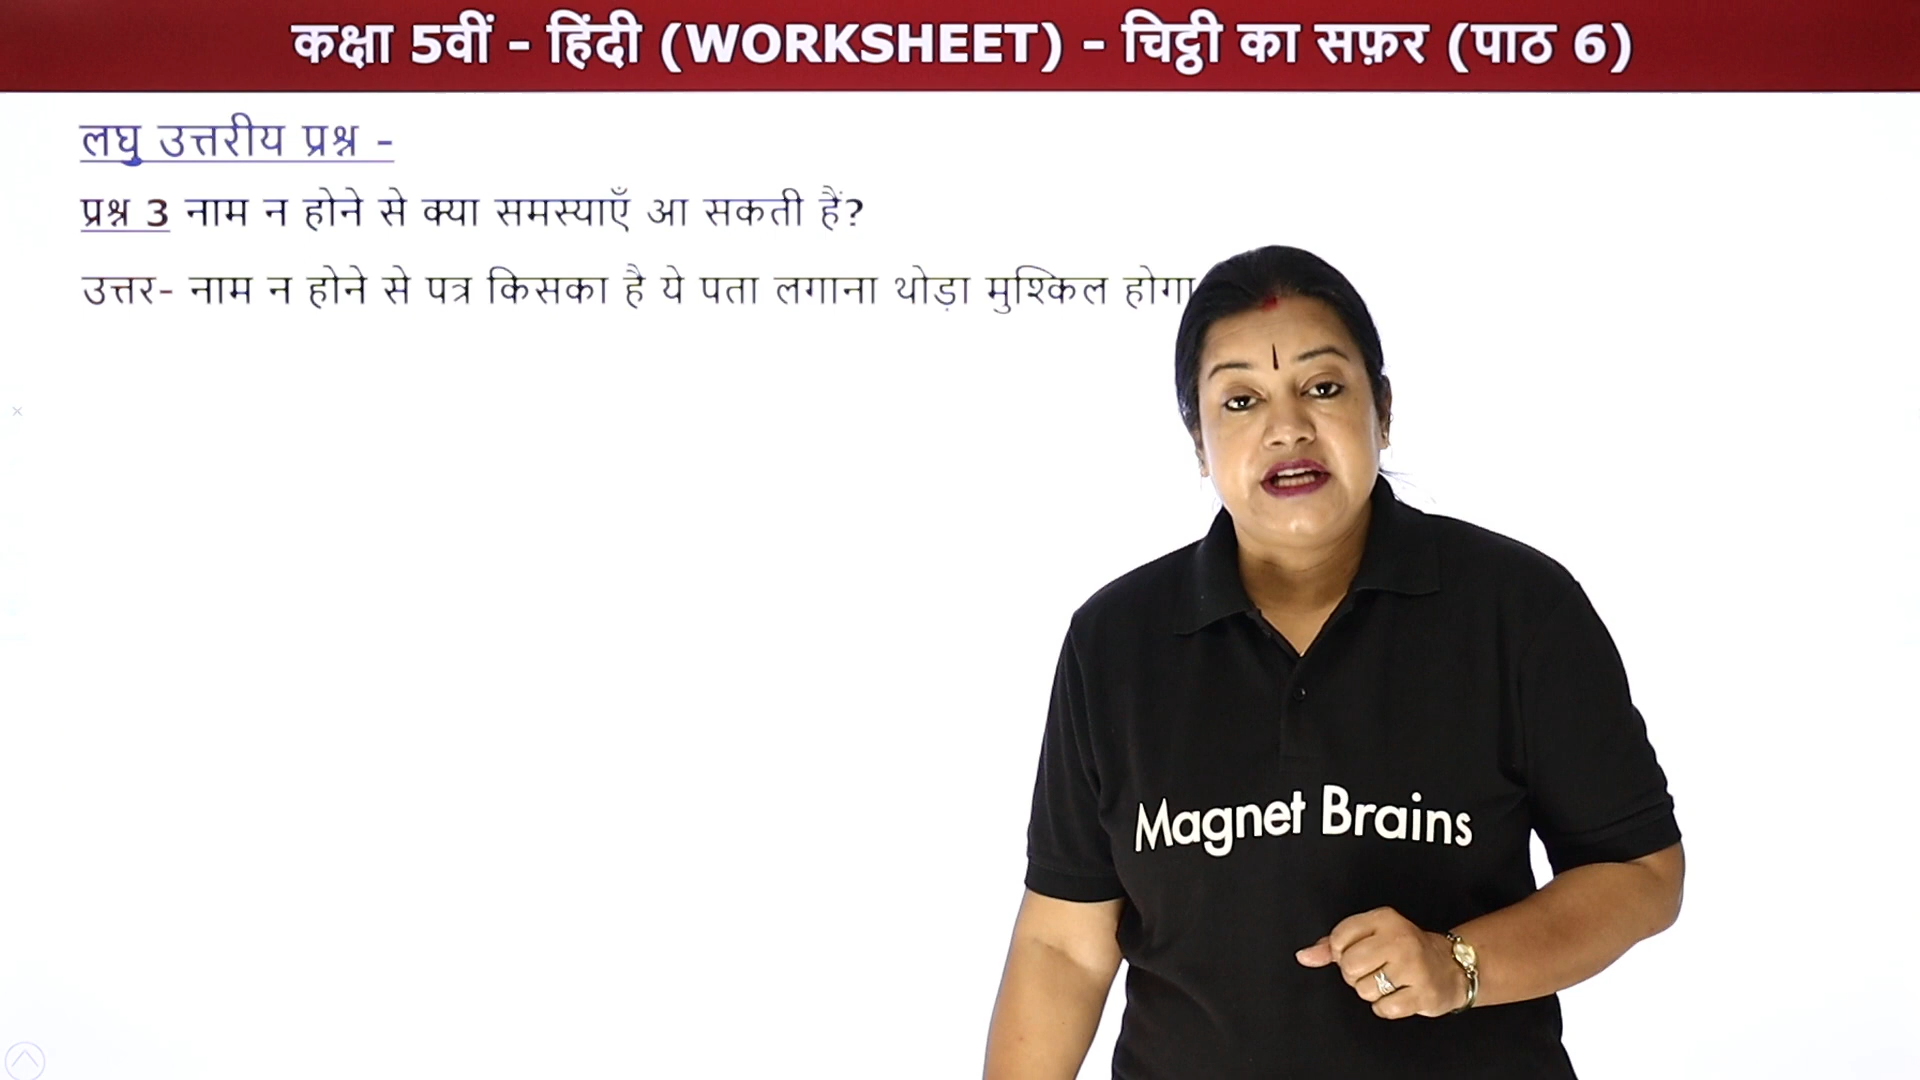 कक्षा 5वीं – हिंदी (WORKSHEET) – चिट्ठी का सफ़र (पाठ 6)
लघु उत्तरीय प्रश्न -
प्रश्न 3 नाम न होने से क्या समस्याएँ आ सकती हैं?
उत्तर- नाम न होने से पत्र किसका है ये पता लगाना थोड़ा मुश्किल होगा
Magnet Brains